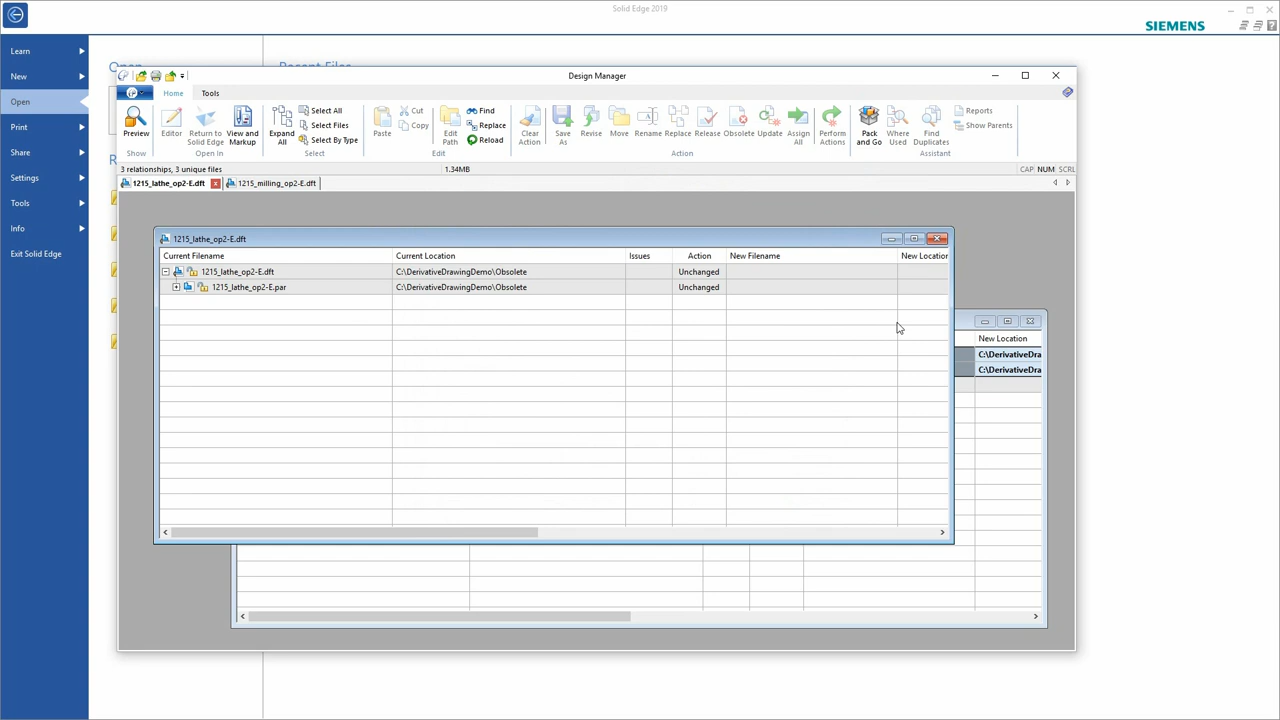 Solid Edge 2019
SIEMENS
Learn
New
Open
Print
Share
Settings
Tools
Info
Exit Solid Edge
Design Manager
Home
Tools
Preview
Show
Editor
Return to
Solid Edge
View and
Markup
Open In
Expand
All
Select All
Select Files
Select By Type
Select
Paste
Cut
Copy
Edit
Path
Find
Replace
Reload
Edit
Clear
Action
Save
As
Revise
Move
Rename
Replace
Release
Obsolete
Update
Assign
All
Action
Perform
Actions
Pack
and Go
Where
Used
Find
Duplicates
Reports
Show Parents
Assistant
3 relationships, 3 unique files
1.34MB
CAP NUM SCRL
1215_lathe_op2-E.dft
1215_milling_op2-E.dft
1215_lathe_op2-E.dft
Current Filename Current Location Issues Action New Filename New Location
1215_lathe_op2-E.dft C:\DerivativeDrawingDemo\Obsolete Unchanged
1215_lathe_op2-E.par C:\DerivativeDrawingDemo\Obsolete Unchanged
New Location
C:\DerivativeDra
C:\DerivativeDra